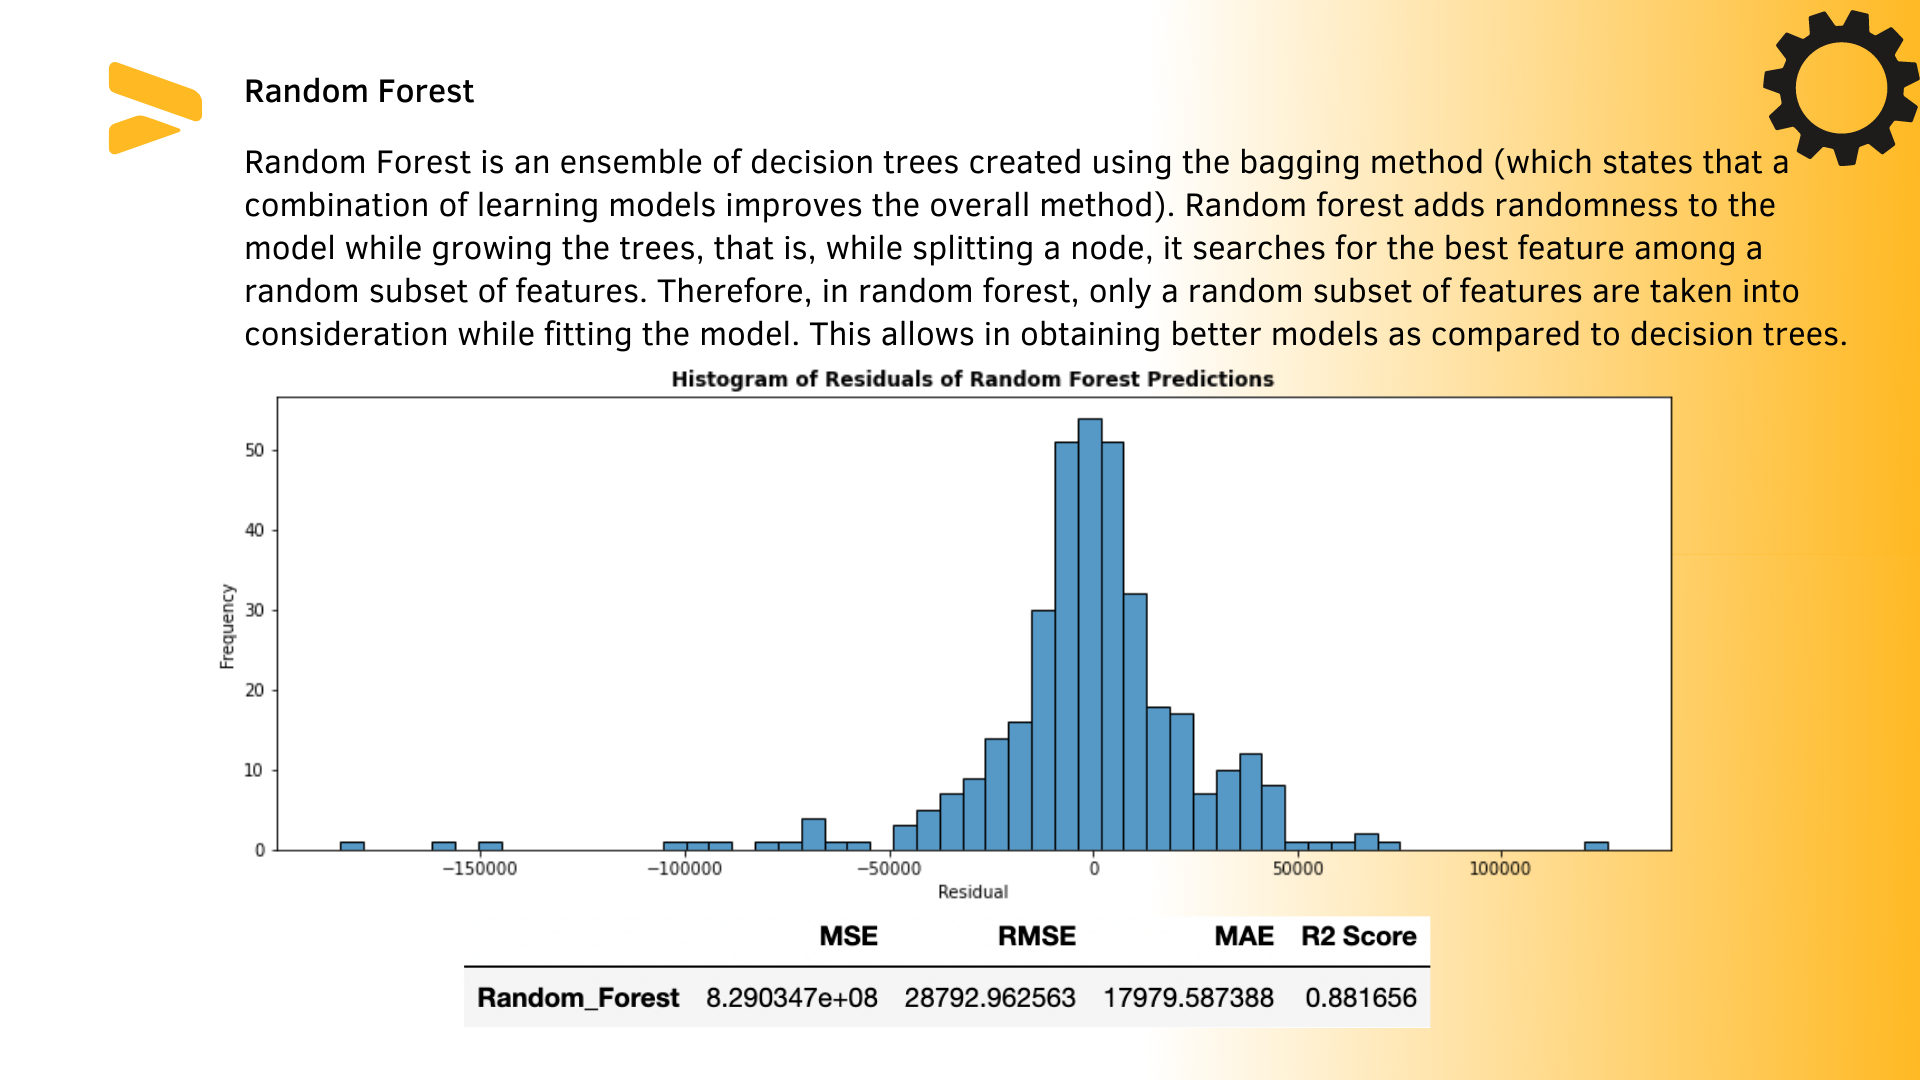 Random Forest
Random Forest is an ensemble of decision trees created using the bagging method (which states that a
combination of learning models improves the overall method). Random forest adds randomness to the
model while growing the trees, that is, while splitting a node, it searches for the best feature among a
random subset of features. Therefore, in random forest, only a random subset of features are taken into
consideration while fitting the model. This allows in obtaining better models as compared to decision trees.
Histogram of Residuals of Random Forest Predictions
Frequency
50
40
30
20
10
0
−150000 −100000 −50000 0 50000 100000
Residual
MSE RMSE MAE R2 Score
Random_Forest 8.290347e+08 28792.962563 17979.587388 0.881656